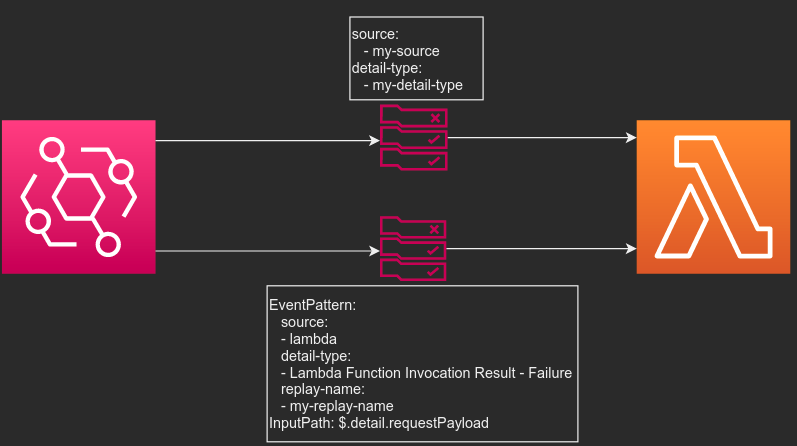 source:
- my-source
detail-type:
- my-detail-type
EventPattern:
source:
- lambda
detail-type:
- Lambda Function Invocation Result - Failure
replay-name:
- my-replay-name
InputPath: $.detail.requestPayload